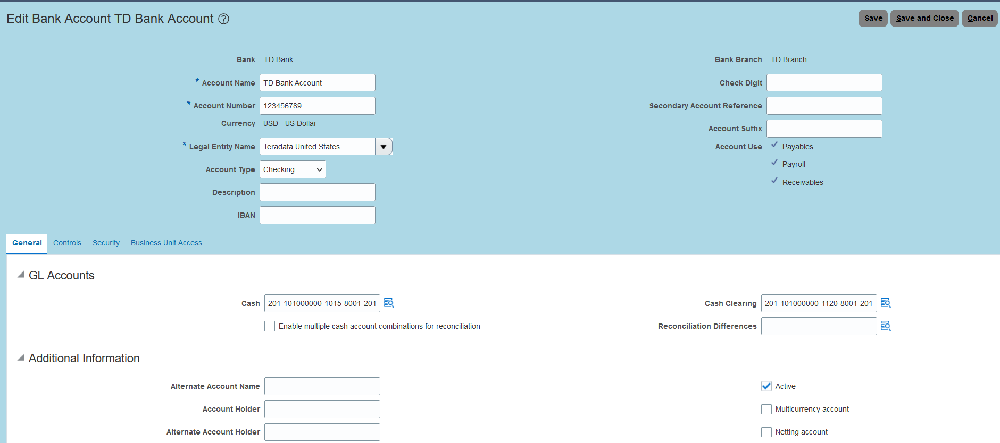 Edit Bank Account TD Bank Account ?
Save Save and Close Cancel
Bank TD Bank
Bank Branch TD Branch
* Account Name TD Bank Account
Check Digit
* Account Number 123456789
Secondary Account Reference
Currency USD - US Dollar
Account Suffix
* Legal Entity Name Teradata United States
Account Use Payables
Account Type Checking
Payroll
Receivables
Description
IBAN
General Controls Security Business Unit Access
GL Accounts
Cash 201-101000000-1015-8001-201
Cash Clearing 201-101000000-1120-8001-201
Enable multiple cash account combinations for reconciliation
Reconciliation Differences
Additional Information
Alternate Account Name
Active
Account Holder
Multicurrency account
Alternate Account Holder
Netting account